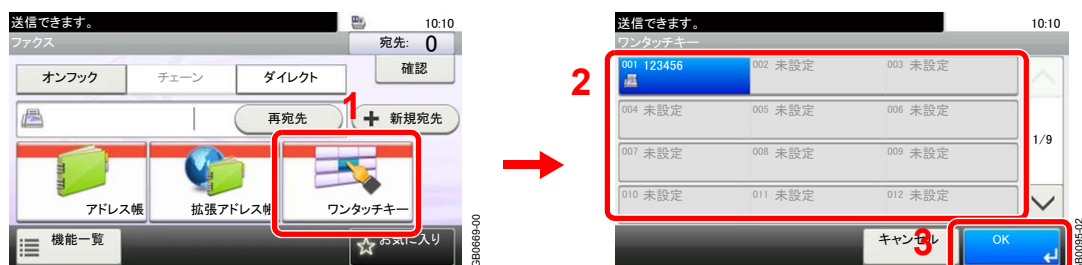 送信できます。 10:10
ファクス 宛先: 0
オンフック チェーン ダイレクト 確認
1
再宛先 + 新規宛先
アドレス帳 拡張アドレス帳 ワンタッチキー
機能一覧 お気に入り
GB0669-00
送信できます。 10:10
ワンタッチキー
2
001 123456 002 未設定 003 未設定
004 未設定 005 未設定 006 未設定
1/9
007 未設定 008 未設定 009 未設定
010 未設定 011 未設定 012 未設定
キャンセル 3 OK
GB0095-02